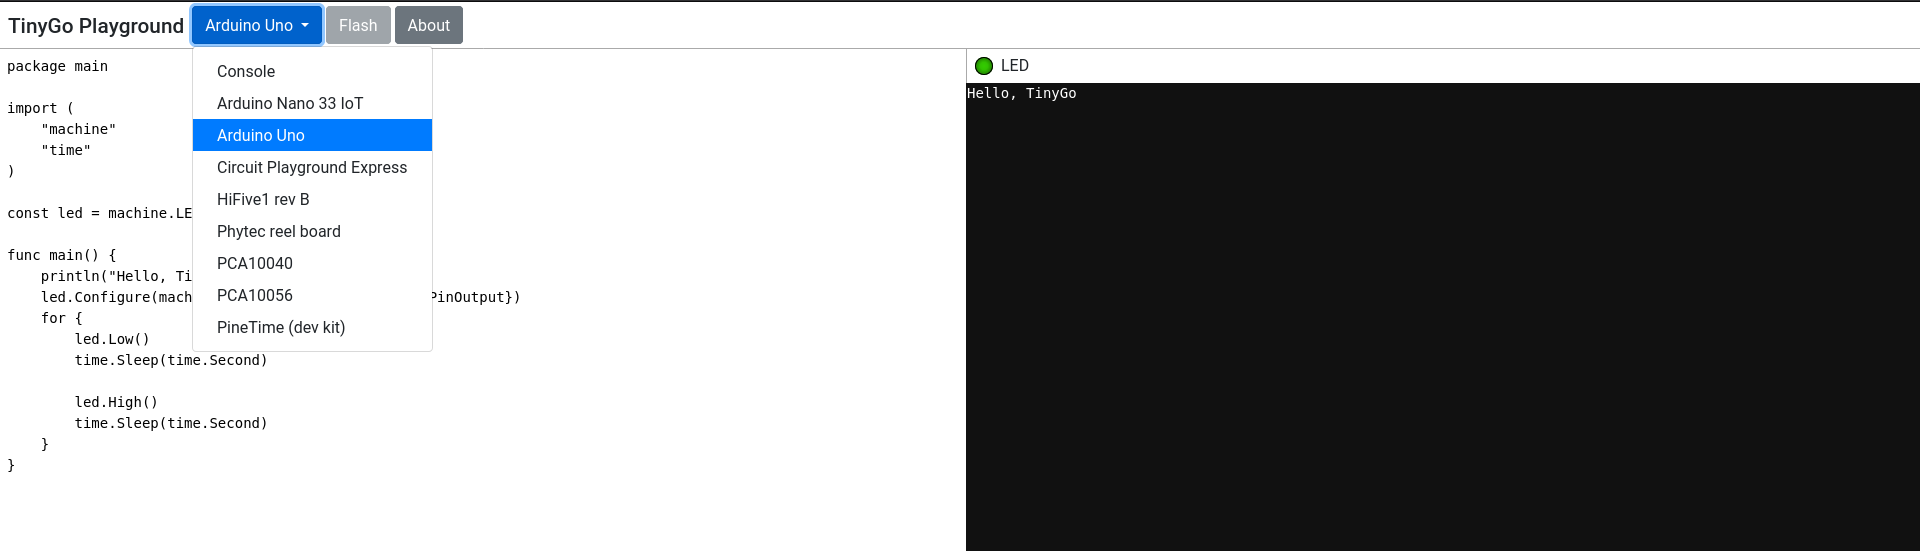 TinyGo Playground Arduino Uno Flash About
Console
Arduino Nano 33 IoT
Arduino Uno
Circuit Playground Express
HiFive1 rev B
Phytec reel board
PCA10040
PCA10056
PineTime (dev kit)
package main
import (
    "machine"
    "time"
)
const led = machine.LE
func main() {
    println("Hello, Ti
    led.Configure(mach PinOutput})
    for {
        led.Low()
        time.Sleep(time.Second)
        led.High()
        time.Sleep(time.Second)
    }
}
LED
Hello, TinyGo